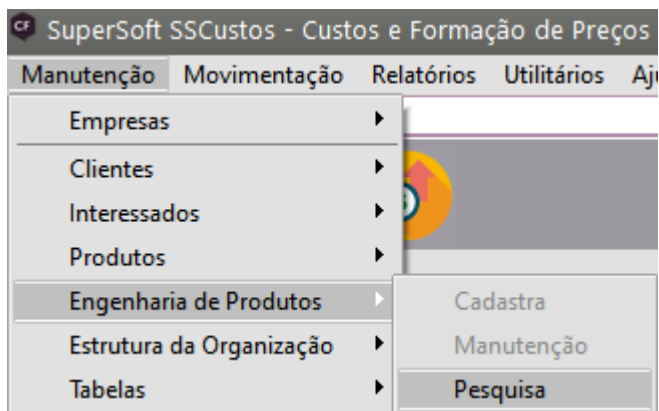 CF SuperSoft SSCustos - Custos e Formação de Preços
Manutenção Movimentação Relatórios Utilitários
Empresas
Clientes
Interessados
Produtos
Engenharia de Produtos
Cadastra
Estrutura da Organização
Manutenção
Tabelas
Pesquisa